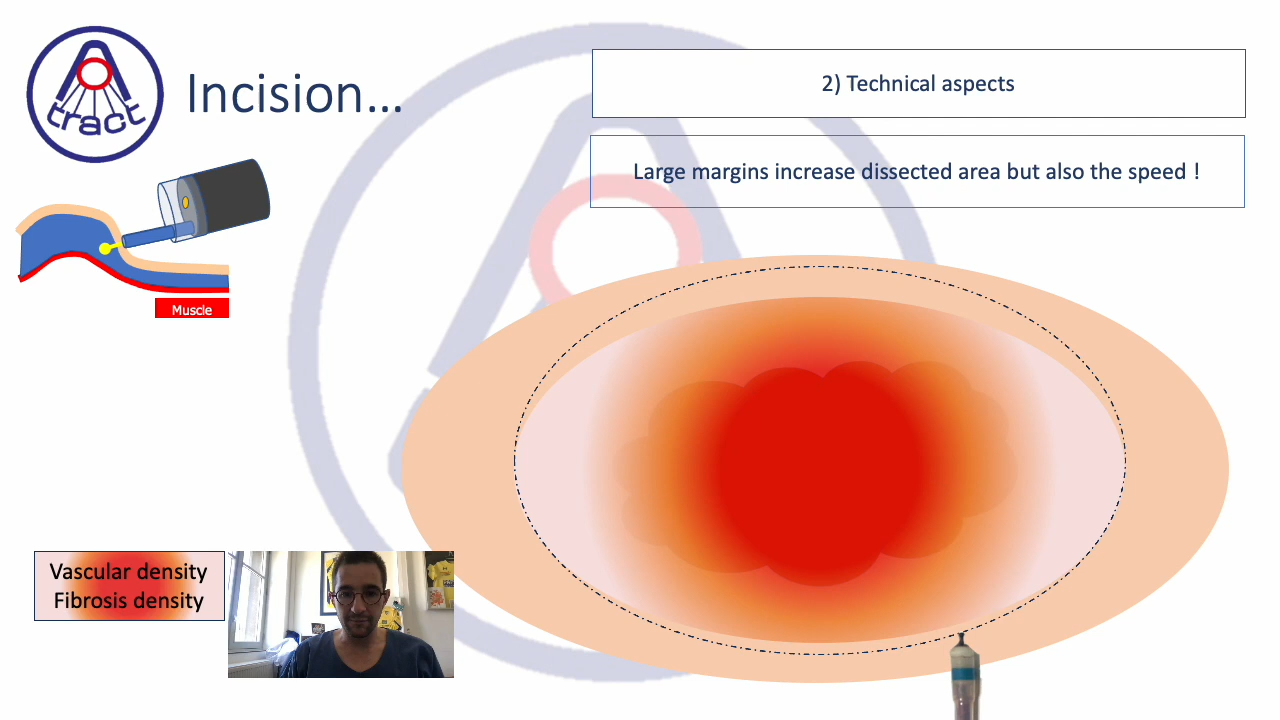 tract
Incision…
2) Technical aspects
Large margins increase dissected area but also the speed !
Muscle
Vascular density
Fibrosis density